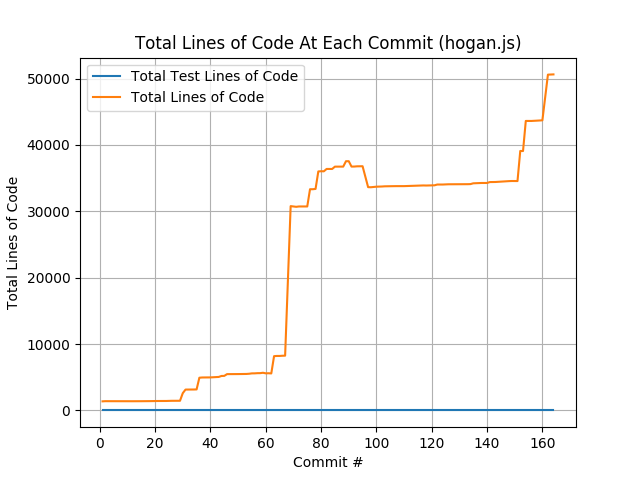 Total Lines of Code At Each Commit (hogan.js)
Total Test Lines of Code
Total Lines of Code
Total Lines of Code
50000
40000
30000
20000
10000
0
0 20 40 60 80 100 120 140 160
Commit #